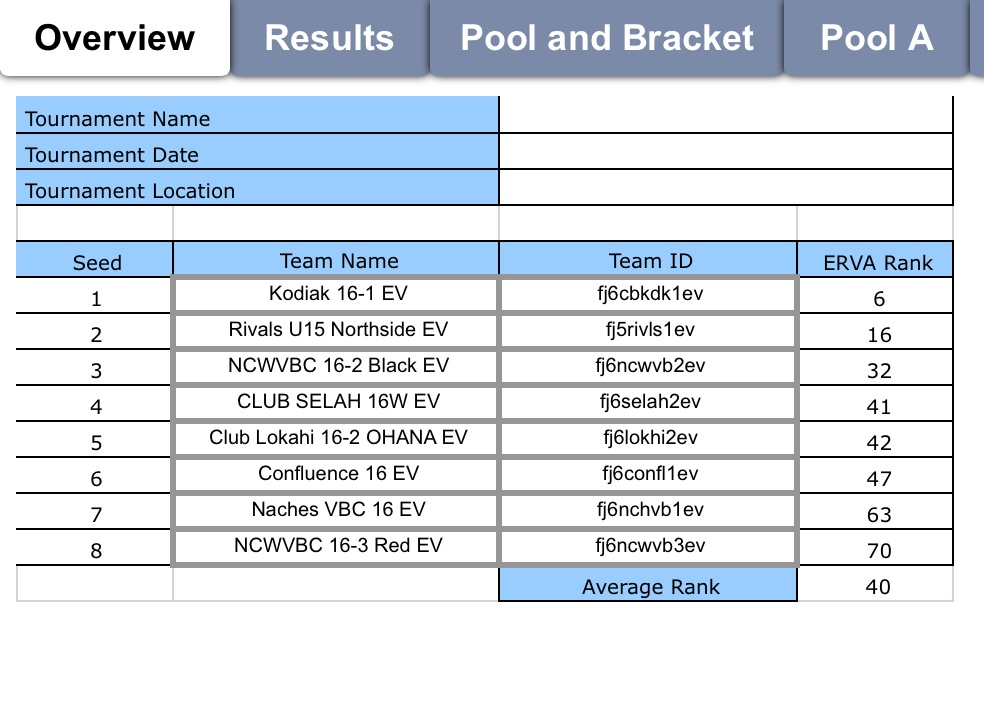 Overview Results Pool and Bracket Pool A
Tournament Name
Tournament Date
Tournament Location
Seed Team Name Team ID ERVA Rank
1 Kodiak 16-1 EV fj6cbkdk1ev 6
2 Rivals U15 Northside EV fj5rivls1ev 16
3 NCWVBC 16-2 Black EV fj6ncwvb2ev 32
4 CLUB SELAH 16W EV fj6selah2ev 41
5 Club Lokahi 16-2 OHANA EV fj6lokhi2ev 42
6 Confluence 16 EV fj6confl1ev 47
7 Naches VBC 16 EV fj6nchvb1ev 63
8 NCWVBC 16-3 Red EV fj6ncwvb3ev 70
Average Rank 40